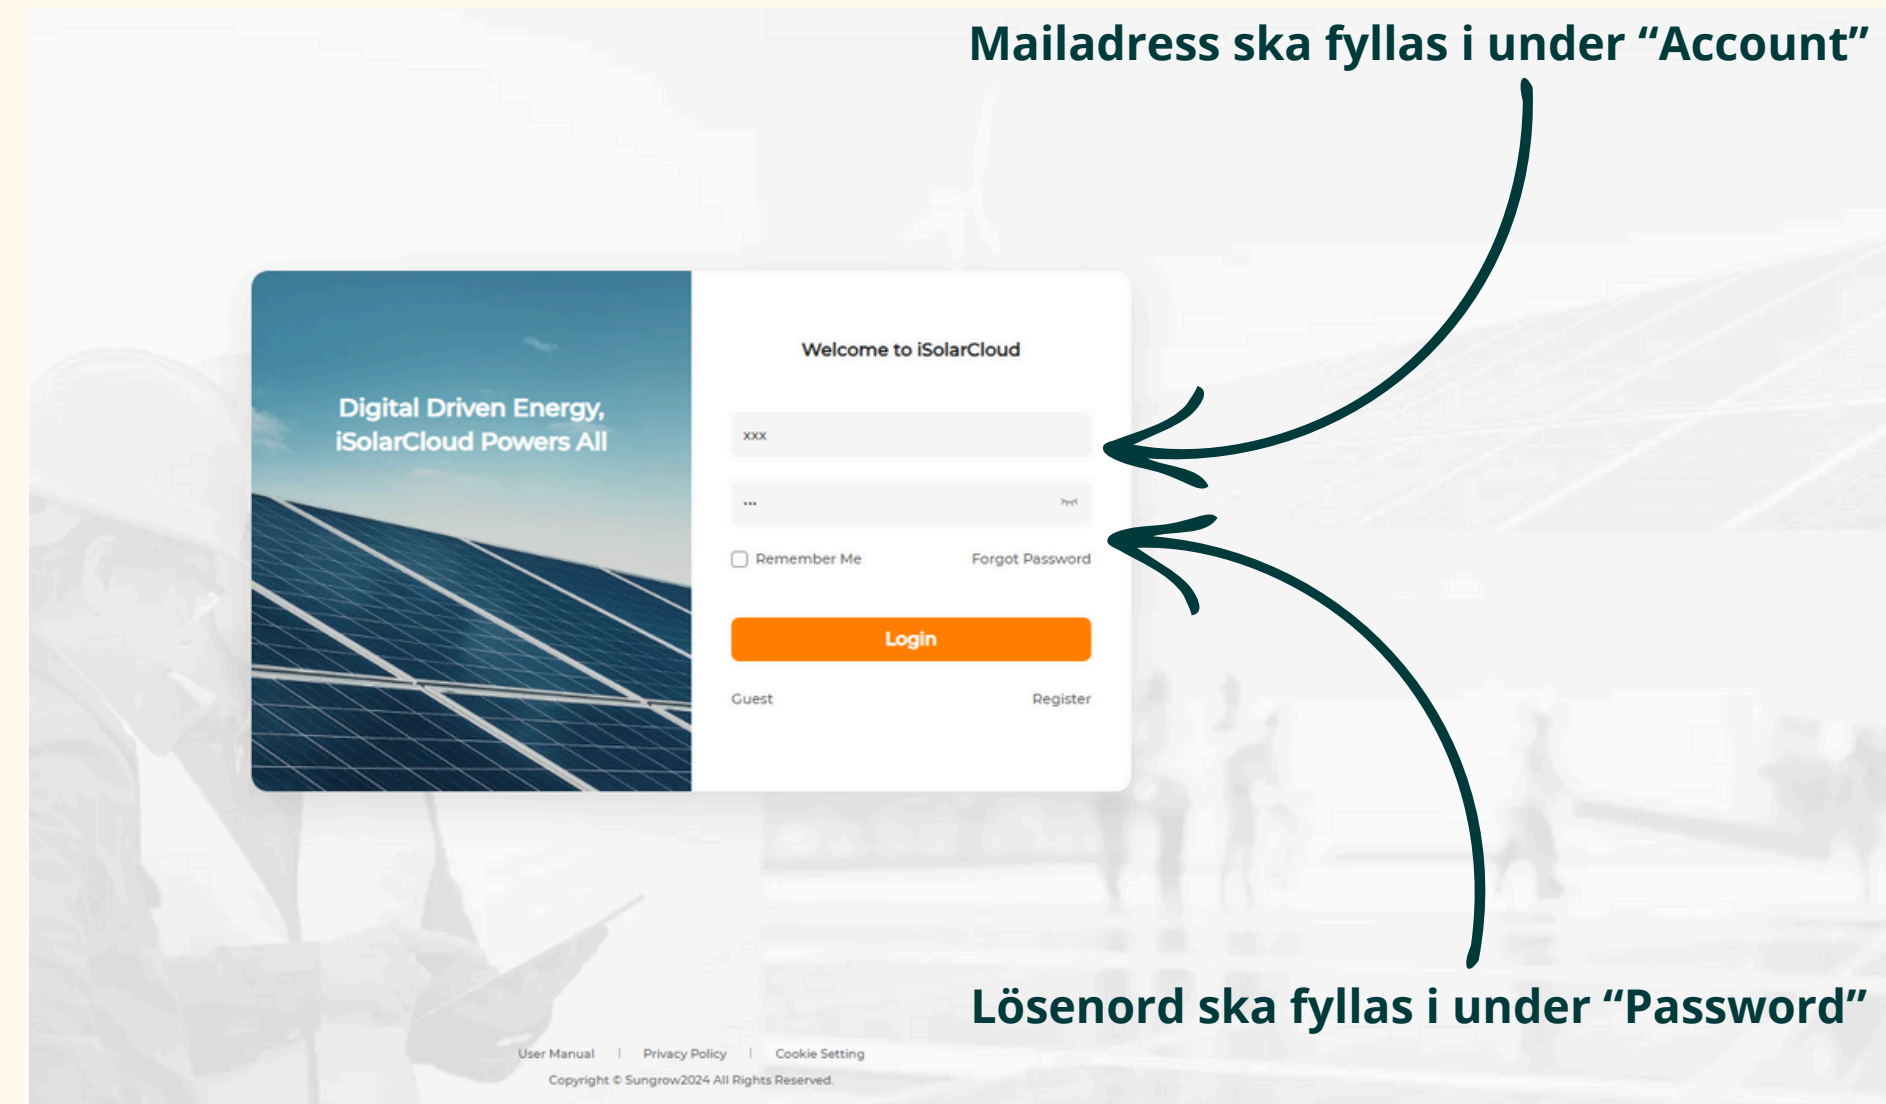 Mailadress ska fyllas i under “Account”
Digital Driven Energy,
iSolarCloud Powers All
Welcome to iSolarCloud
xxx
...
Remember Me
Forgot Password
Login
Guest
Register
Lösenord ska fyllas i under “Password”
User Manual | Privacy Policy | Cookie Setting
Copyright © Sungrow2024 All Rights Reserved.